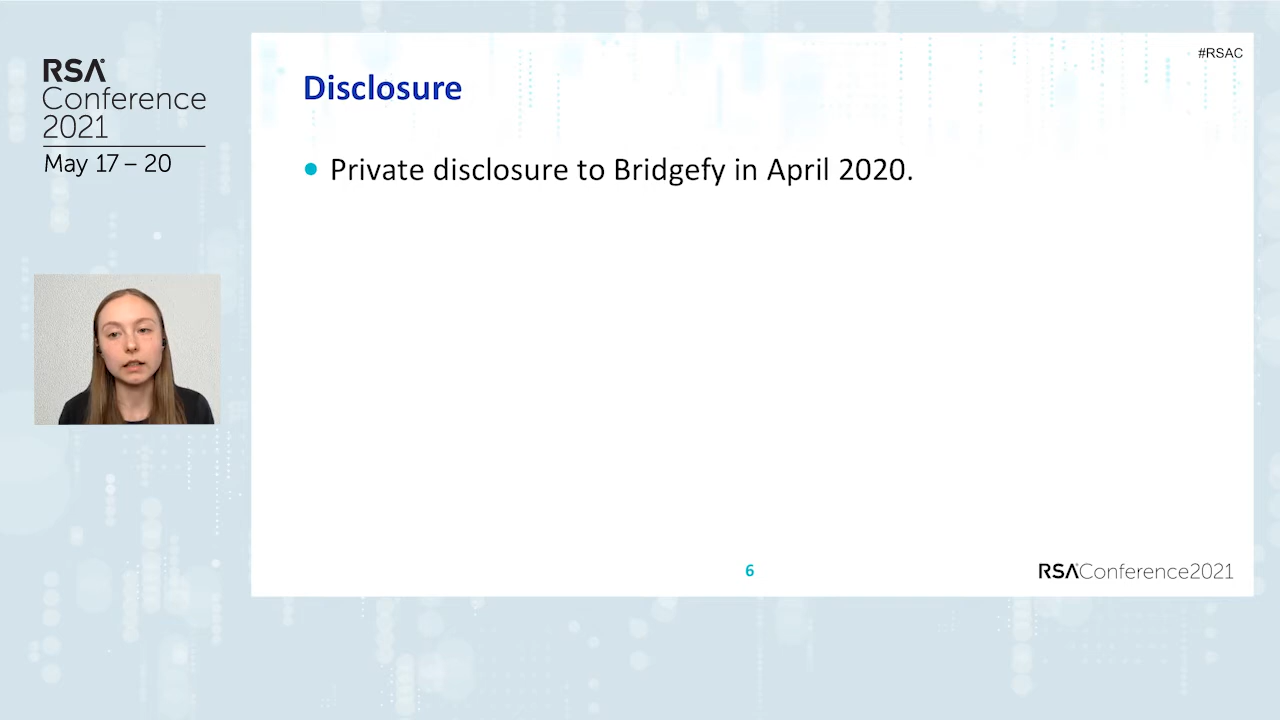 RSA
Conference
2021
May 17 – 20
#RSAC
Disclosure
• Private disclosure to Bridgefy in April 2020.
6
RSAConference2021